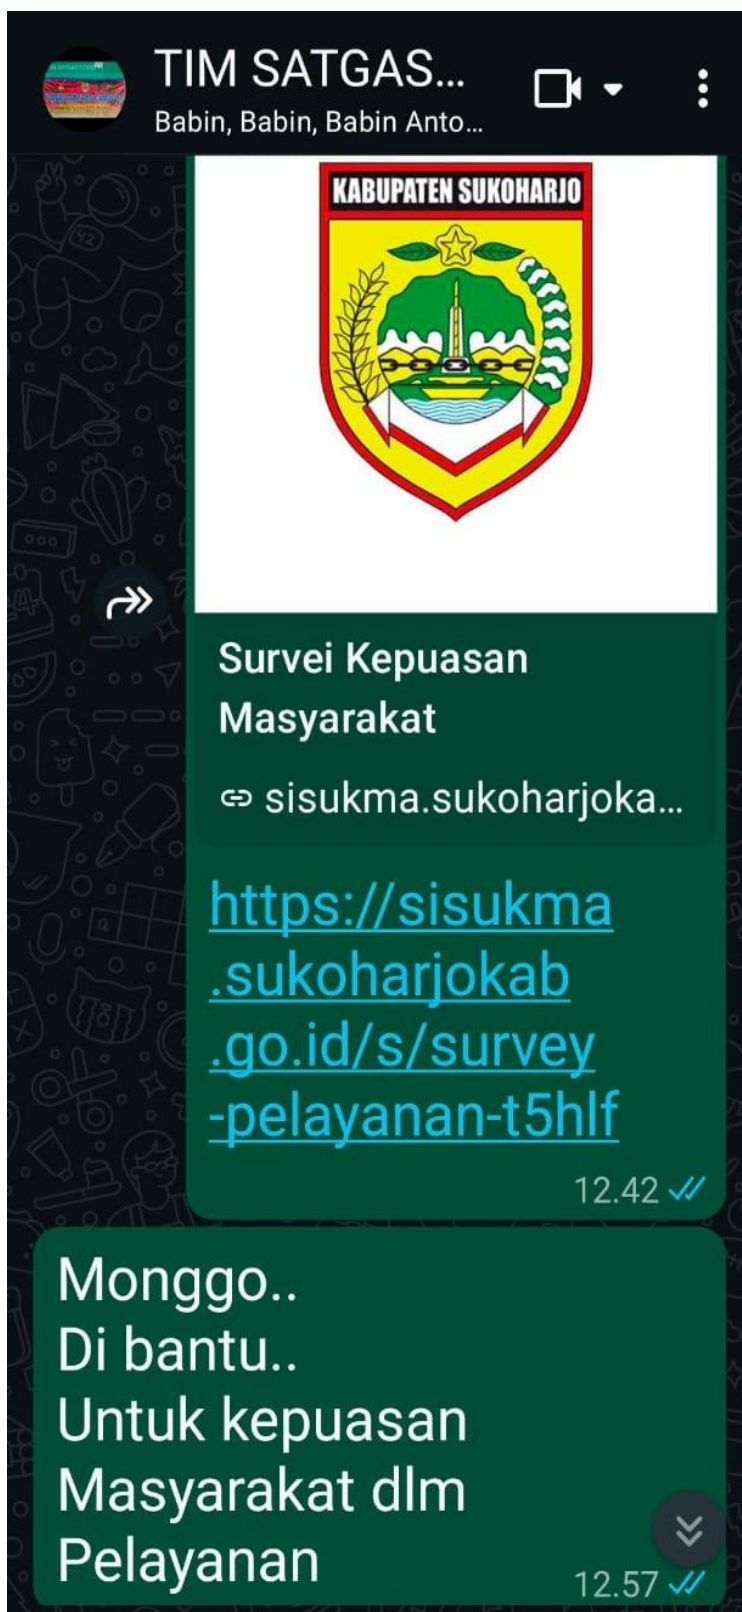 TIM SATGAS...
Babin, Babin, Babin Anto...
KABUPATEN SUKOHARJO
Survei Kepuasan
Masyarakat
sisukma.sukoharjoka...
https://sisukma
.sukoharjokab
.go.id/s/survey
-pelayanan-t5hlf
12.42
Monggo..
Di bantu..
Untuk kepuasan
Masyarakat dlm
Pelayanan
12.57